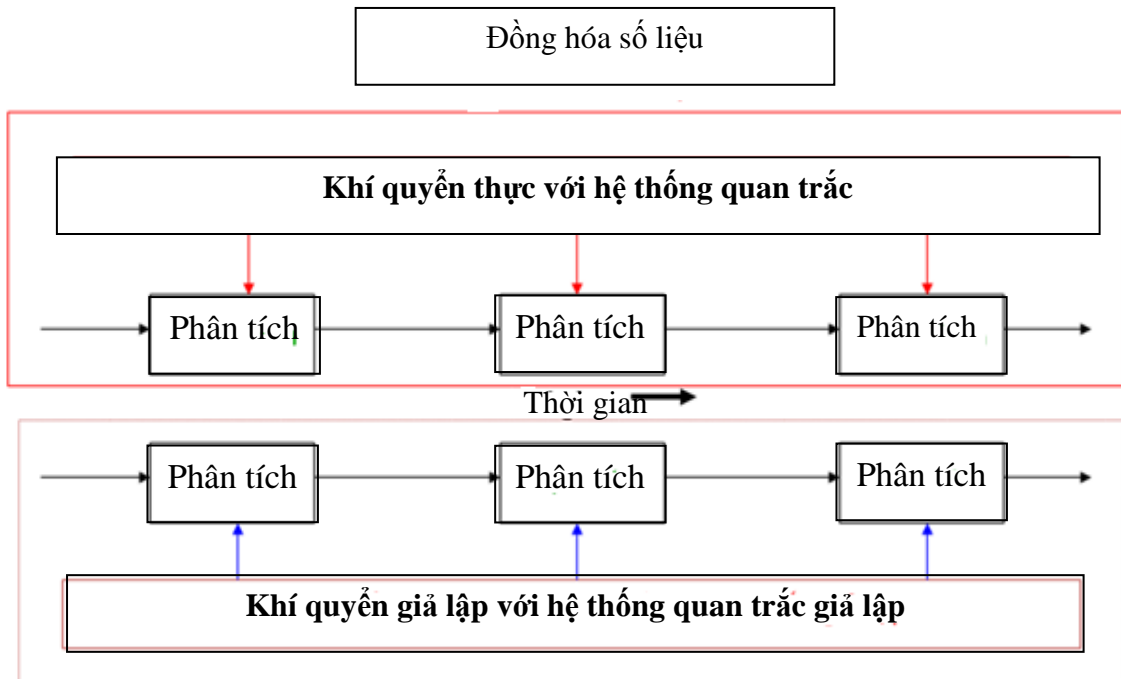 Đồng hóa số liệu
Khí quyển thực với hệ thống quan trắc
Phân tích Phân tích Phân tích
Thời gian
Phân tích Phân tích Phân tích
Khí quyển giả lập với hệ thống quan trắc giả lập